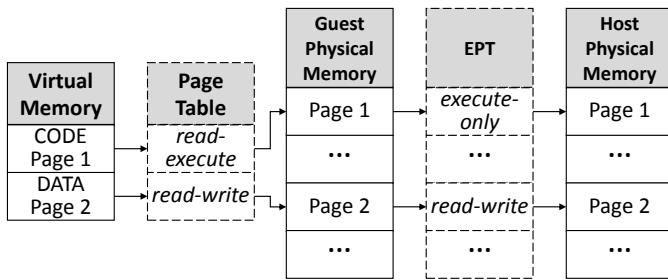 Virtual
Memory
CODE
Page 1
DATA
Page 2
Page
Table
read-
execute
read-write
Guest
Physical
Memory
Page 1
...
Page 2
...
EPT
execute-
only
...
read-write
...
Host
Physical
Memory
Page 1
...
Page 2
...